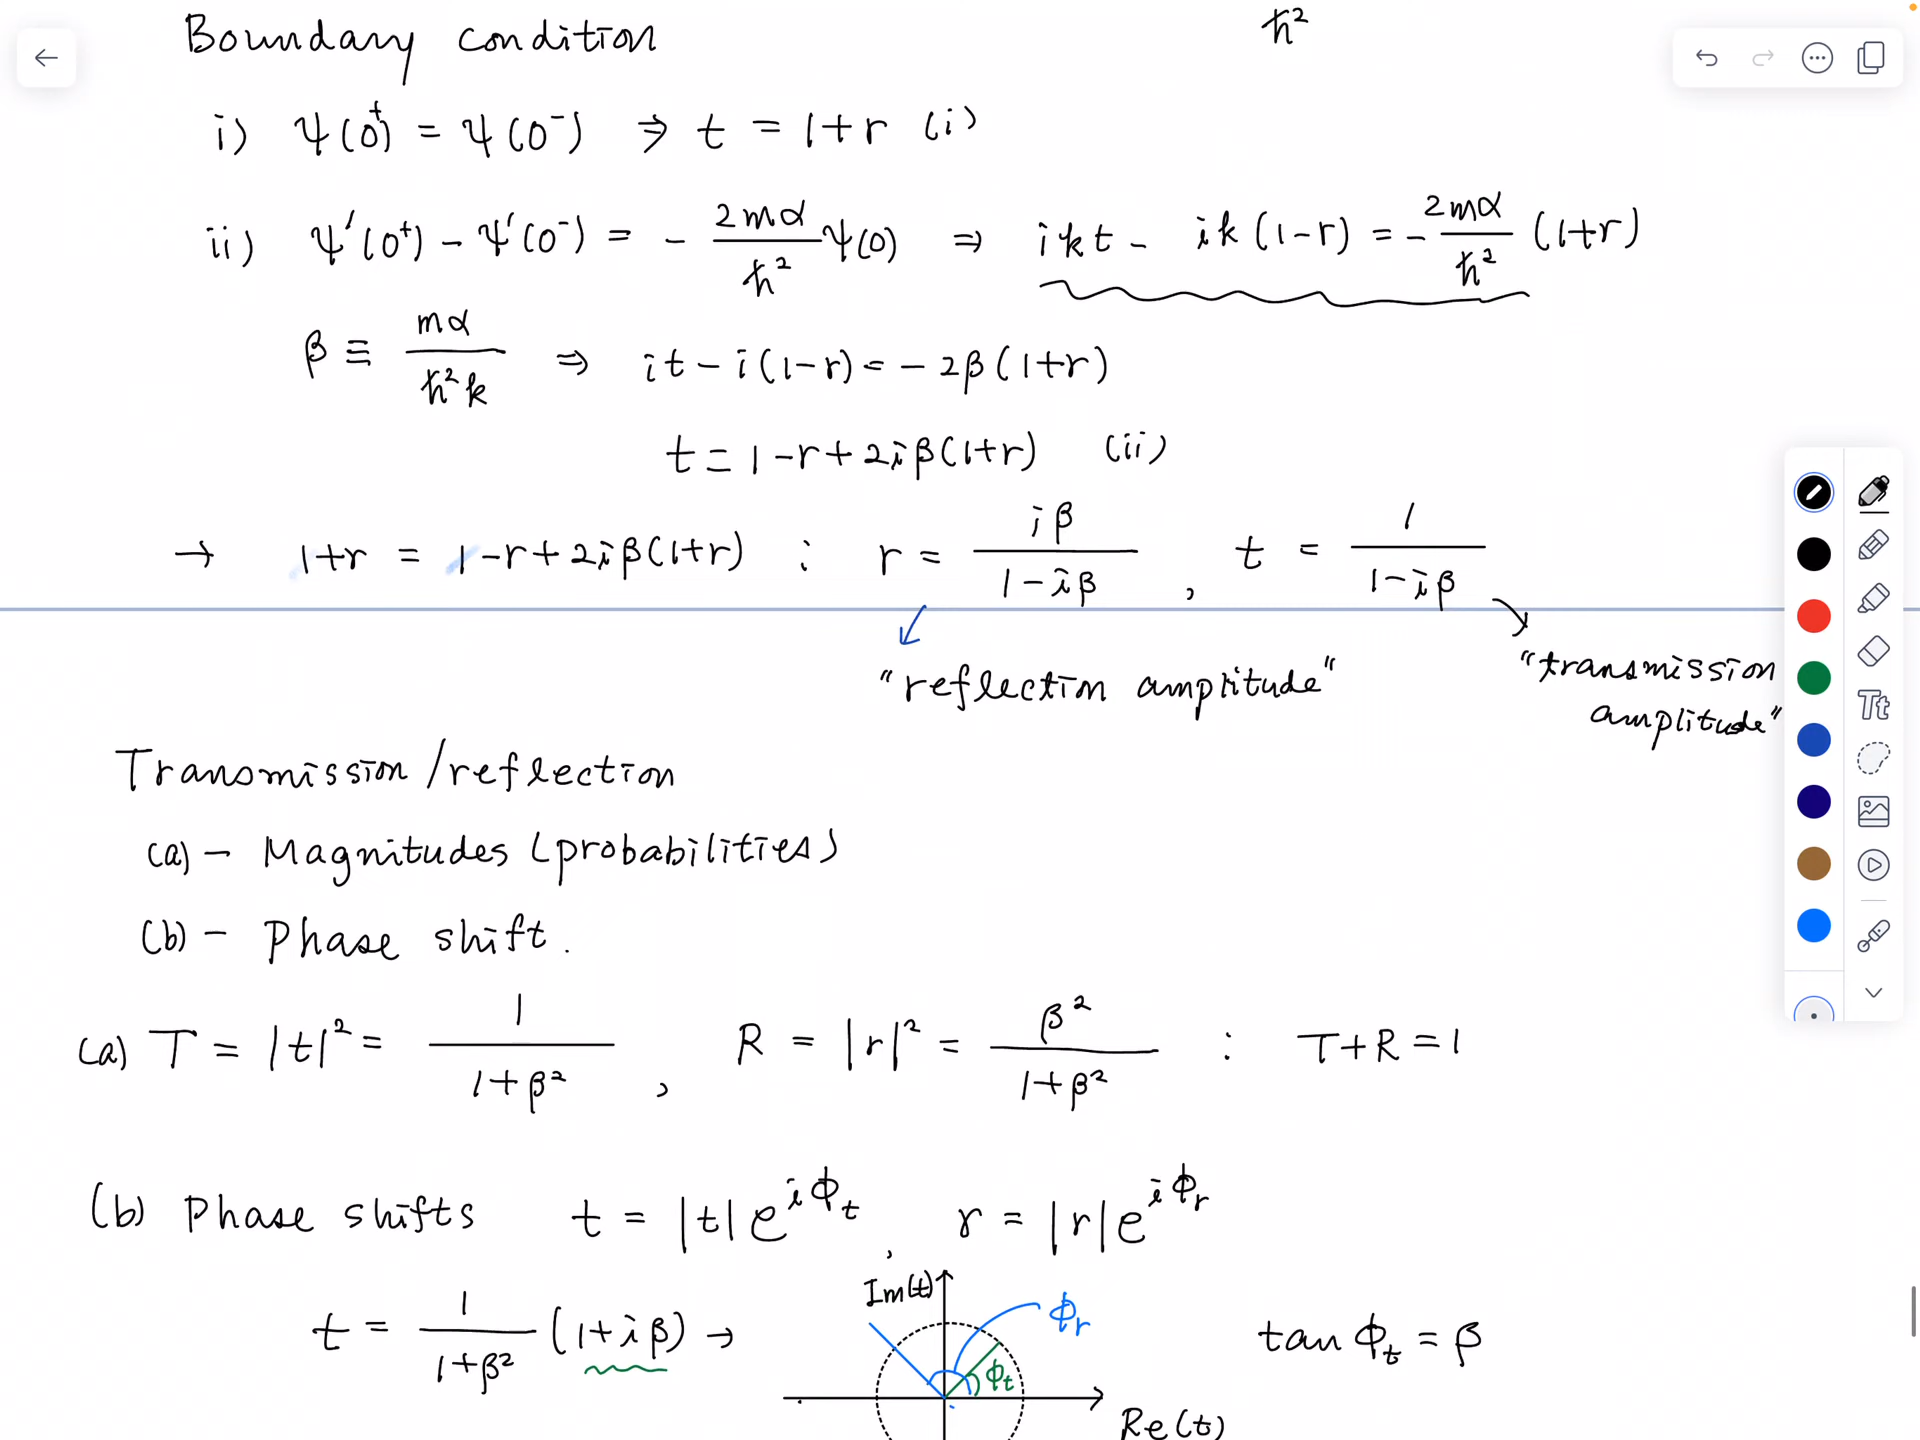 ħ²
Boundary condition
i) ψ(0⁺) = ψ(0⁻) ⇒ t = 1+r (i)
ii) ψ'(0⁺) - ψ'(0⁻) = - 2mα/ħ² ψ(0) ⇒ ikt - ik(1-r) = - 2mα/ħ² (1+r)
β ≡ mα/ħ²k ⇒ it - i(1-r) = - 2β(1+r)
t = 1-r+2iβ(1+r) (ii)
→ 1+r = 1-r+2iβ(1+r) : r = iβ/(1-iβ) , t = 1/(1-iβ)
"reflection amplitude"
"transmission
amplitude"
Transmission/reflection
(a) - Magnitudes (probabilities)
(b) - Phase shift.
(a) T = |t|² = 1/(1+β²) , R = |r|² = β²/(1+β²) : T+R=1
(b) Phase shifts t = |t|e^{iϕ_t} , r = |r|e^{iϕ_r}
t = 1/(1+β²) (1+iβ) →
Im(t)
ϕ_r
ϕ_t
Re(t)
tan ϕ_t = β
Tt